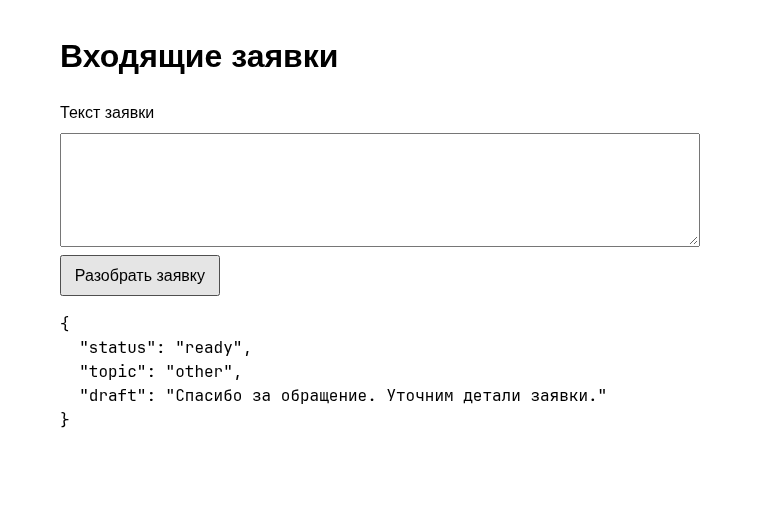 Входящие заявки
Текст заявки
Разобрать заявку
{
  "status": "ready",
  "topic": "other",
  "draft": "Спасибо за обращение. Уточним детали заявки."
}